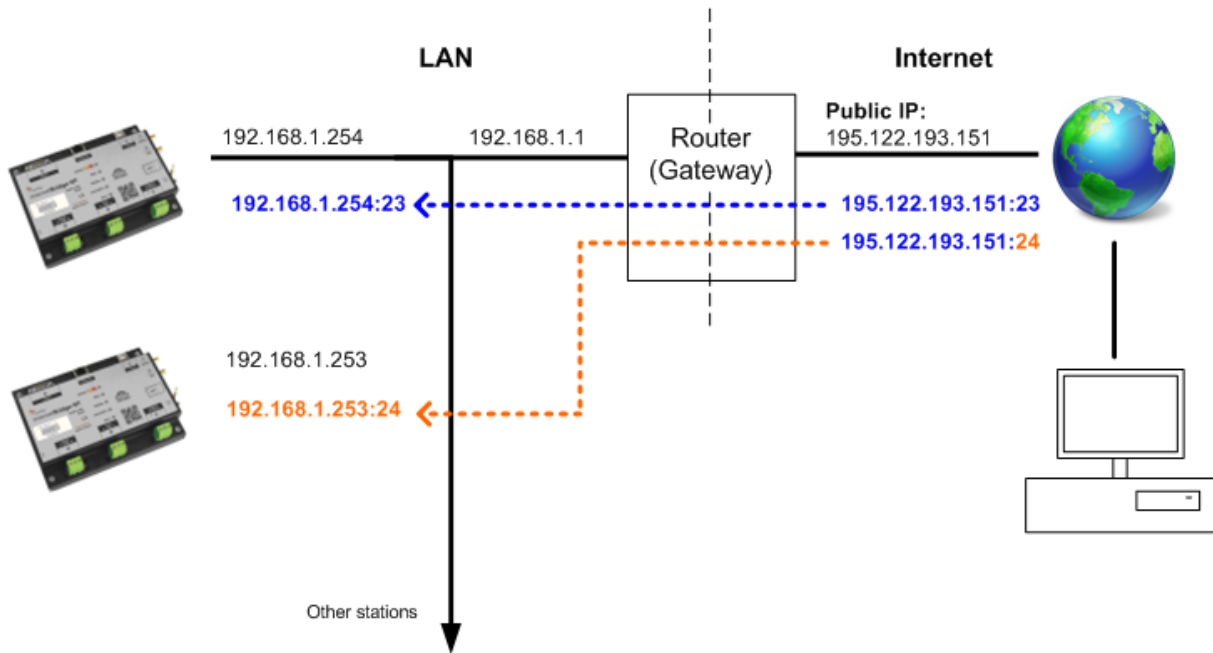 LAN
Internet
Public IP:
192.168.1.254
192.168.1.1
Router
(Gateway)
195.122.193.151
192.168.1.254:23
195.122.193.151:23
195.122.193.151:24
192.168.1.253
192.168.1.253:24
Other stations